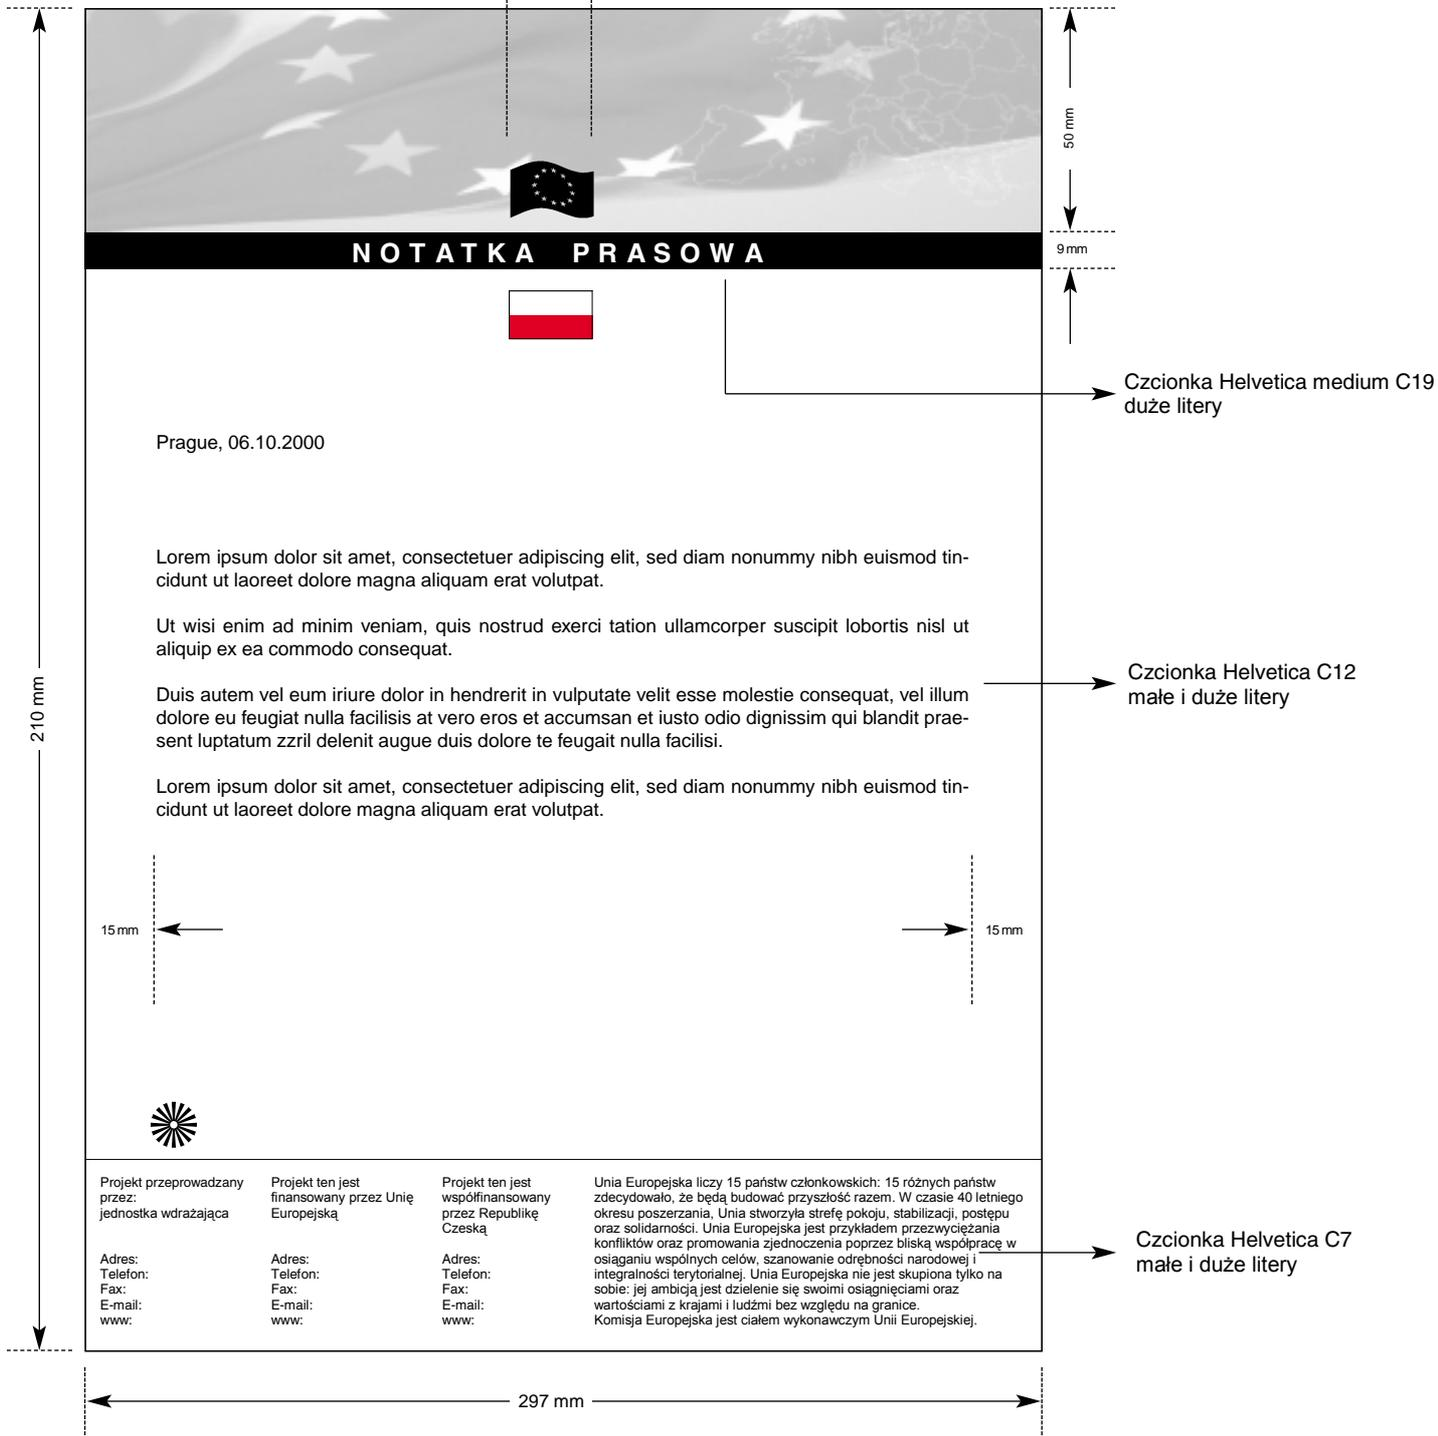 50 mm
NOTATKA PRASOWA
9 mm
Czcionka Helvetica medium C19
duże litery
Prague, 06.10.2000
Lorem ipsum dolor sit amet, consectetuer adipiscing elit, sed diam nonummy nibh euismod tin-
cidunt ut laoreet dolore magna aliquam erat volutpat.
Ut wisi enim ad minim veniam, quis nostrud exerci tation ullamcorper suscipit lobortis nisl ut
aliquip ex ea commodo consequat.
Duis autem vel eum iriure dolor in hendrerit in vulputate velit esse molestie consequat, vel illum
dolore eu feugiat nulla facilisis at vero eros et accumsan et iusto odio dignissim qui blandit prae-
sent luptatum zzril delenit augue duis dolore te feugait nulla facilisi.
Lorem ipsum dolor sit amet, consectetuer adipiscing elit, sed diam nonummy nibh euismod tin-
cidunt ut laoreet dolore magna aliquam erat volutpat.
Czcionka Helvetica C12
małe i duże litery
210 mm
15 mm
15 mm
Projekt przeprowadzany
przez:
jednostka wdrażająca
Adres:
Telefon:
Fax:
E-mail:
www:
Projekt ten jest
finansowany przez Unię
Europejską
Adres:
Telefon:
Fax:
E-mail:
www:
Projekt ten jest
współfinansowany
przez Republikę
Czeską
Adres:
Telefon:
Fax:
E-mail:
www:
Unia Europejska liczy 15 państw członkowskich: 15 różnych państw
zdecydowało, że będą budować przyszłość razem. W czasie 40 letniego
okresu poszerzania, Unia stworzyła strefę pokoju, stabilizacji, postępu
oraz solidarności. Unia Europejska jest przykładem przezwyciężania
konfliktów oraz promowania zjednoczenia poprzez bliską współpracę w
osiąganiu wspólnych celów, szanowanie odrębności narodowej i
integralności terytorialnej. Unia Europejska nie jest skupiona tylko na
sobie: jej ambicją jest dzielenie się swoimi osiągnięciami oraz
wartościami z krajami i ludźmi bez względu na granice.
Komisja Europejska jest ciałem wykonawczym Unii Europejskiej.
Czcionka Helvetica C7
małe i duże litery
297 mm